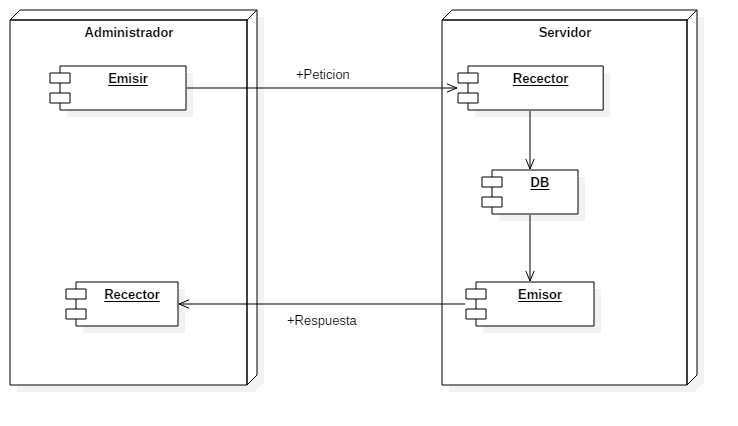 Administrador
Servidor
Emisir
+Peticion
Recector
DB
Recector
+Respuesta
Emisor